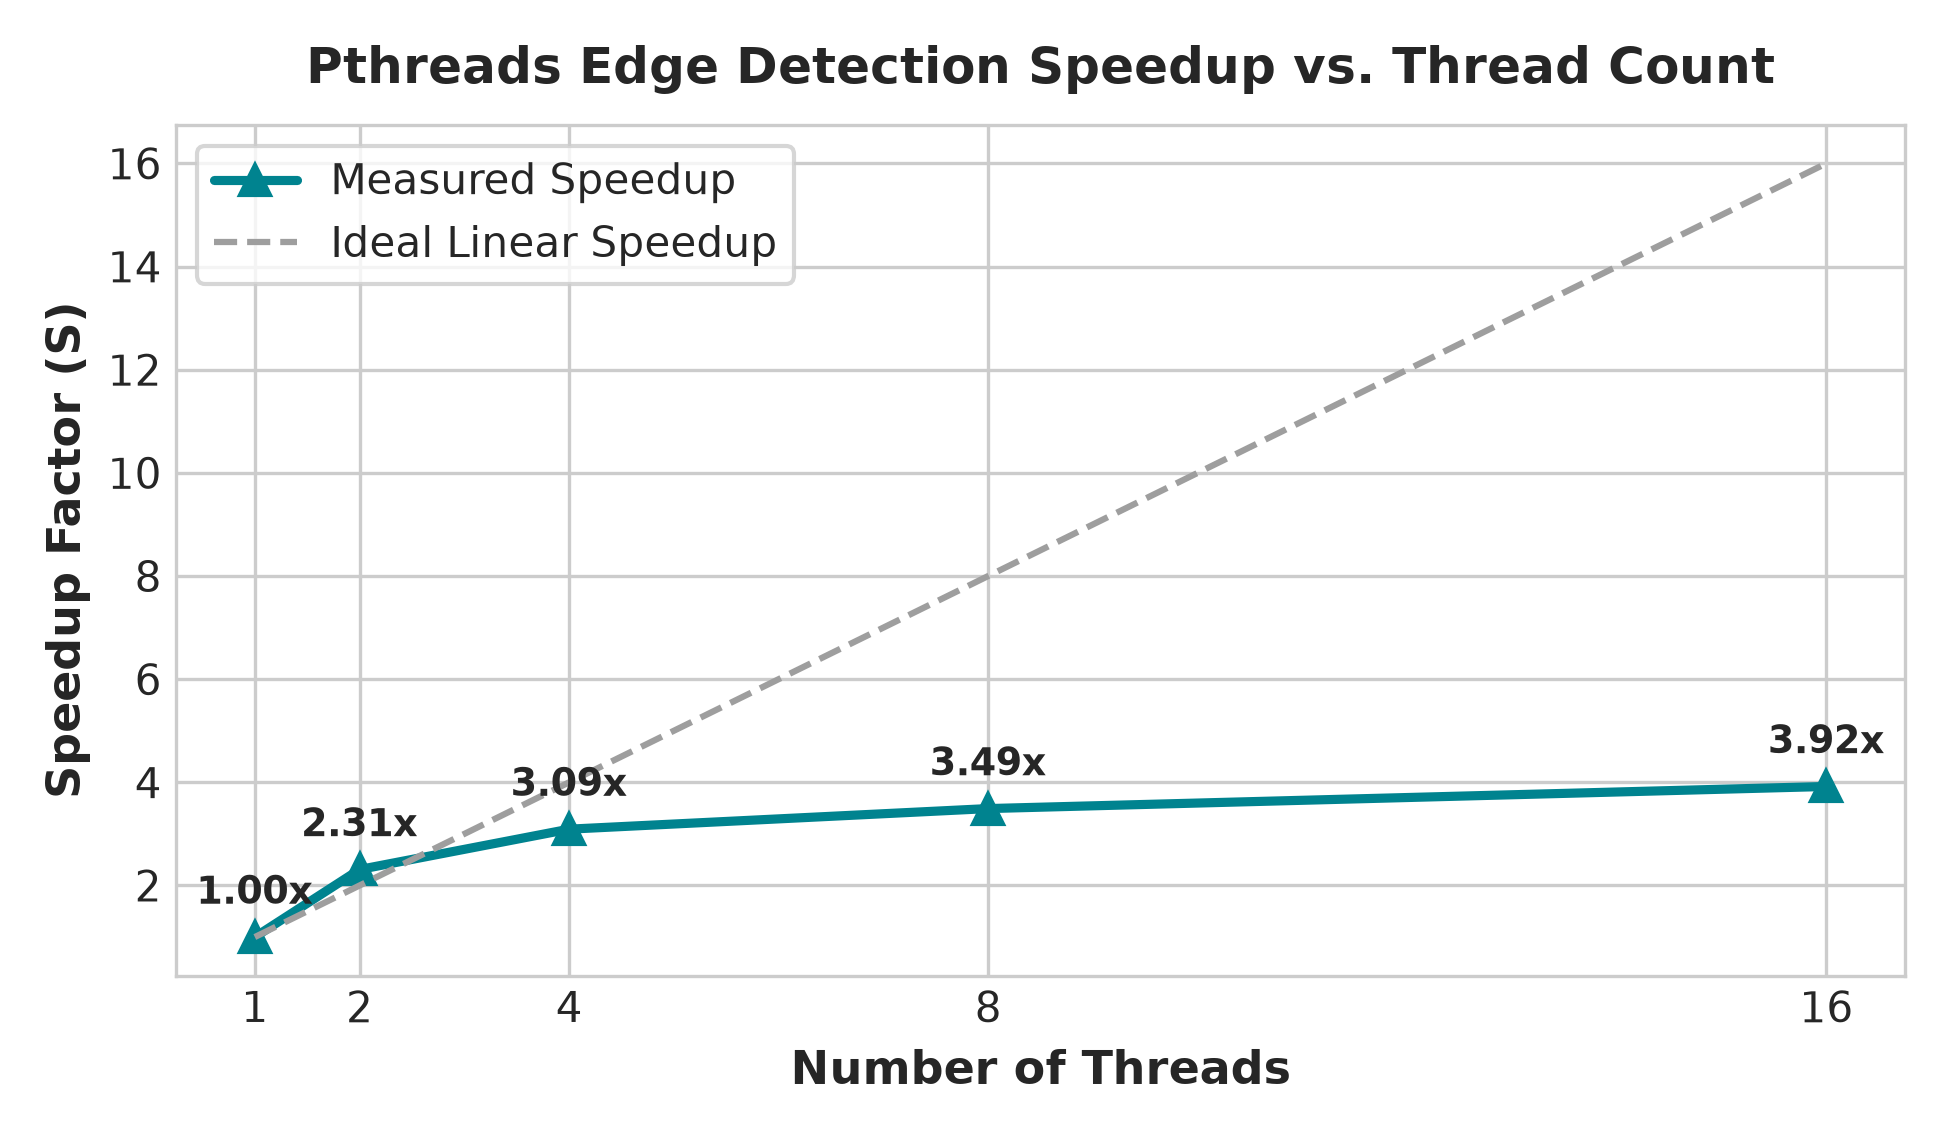 Pthreads Edge Detection Speedup vs. Thread Count
Measured Speedup
Ideal Linear Speedup
Speedup Factor (S)
16
14
12
10
8
6
4
2
1.00x
2.31x
3.09x
3.49x
3.92x
1 2 4 8 16
Number of Threads